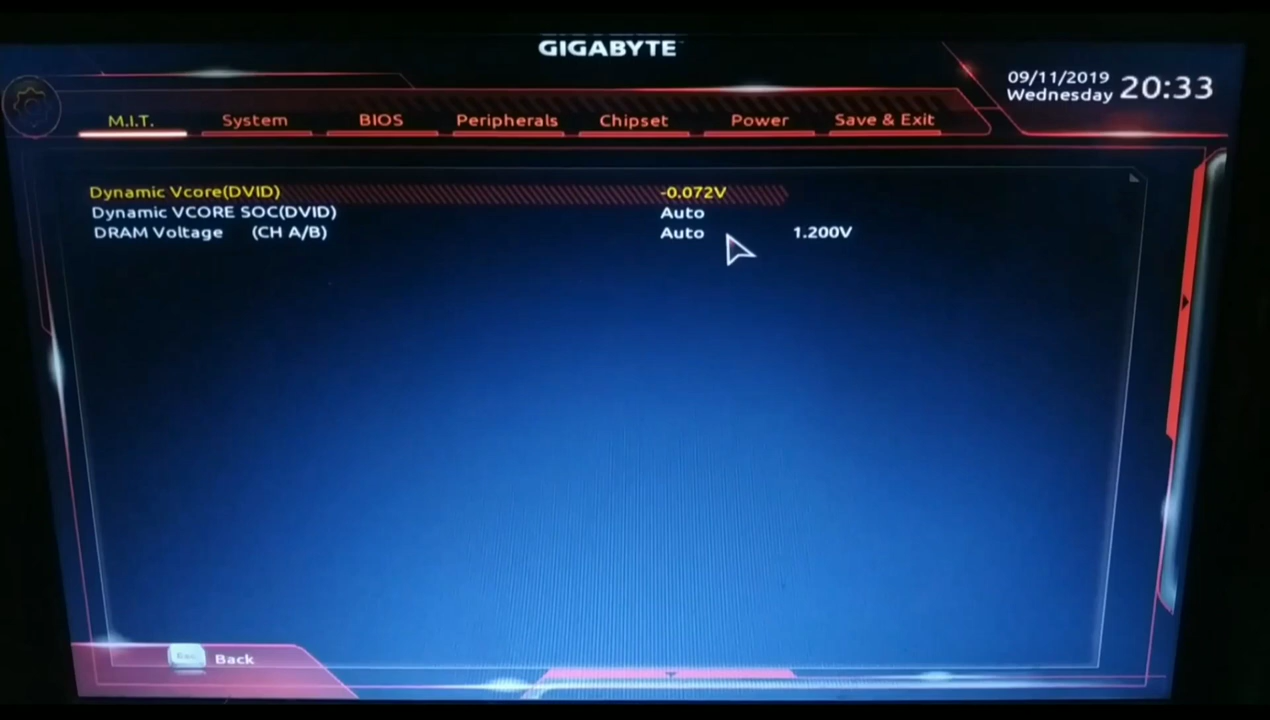 GIGABYTE
09/11/2019
Wednesday
20:33
M.I.T.
System
BIOS
Peripherals
Chipset
Power
Save & Exit
Dynamic Vcore(DVID) -0.072V
Dynamic VCORE SOC(DVID) Auto
DRAM Voltage (CH A/B) Auto 1.200V
Esc
Back